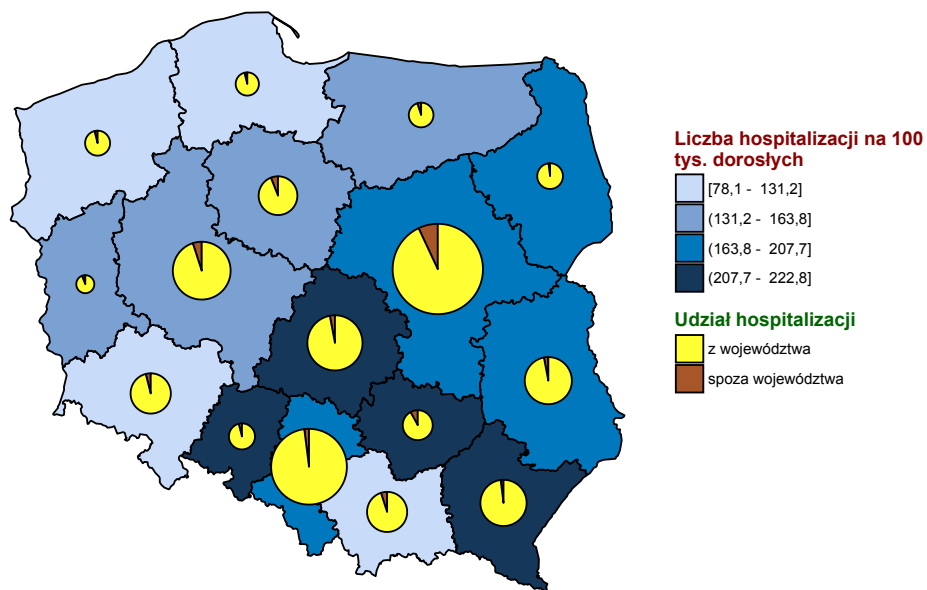 Liczba hospitalizacji na 100
tys. dorosłych
[78,1 - 131,2]
(131,2 - 163,8]
(163,8 - 207,7]
(207,7 - 222,8]
Udział hospitalizacji
z województwa
spoza województwa